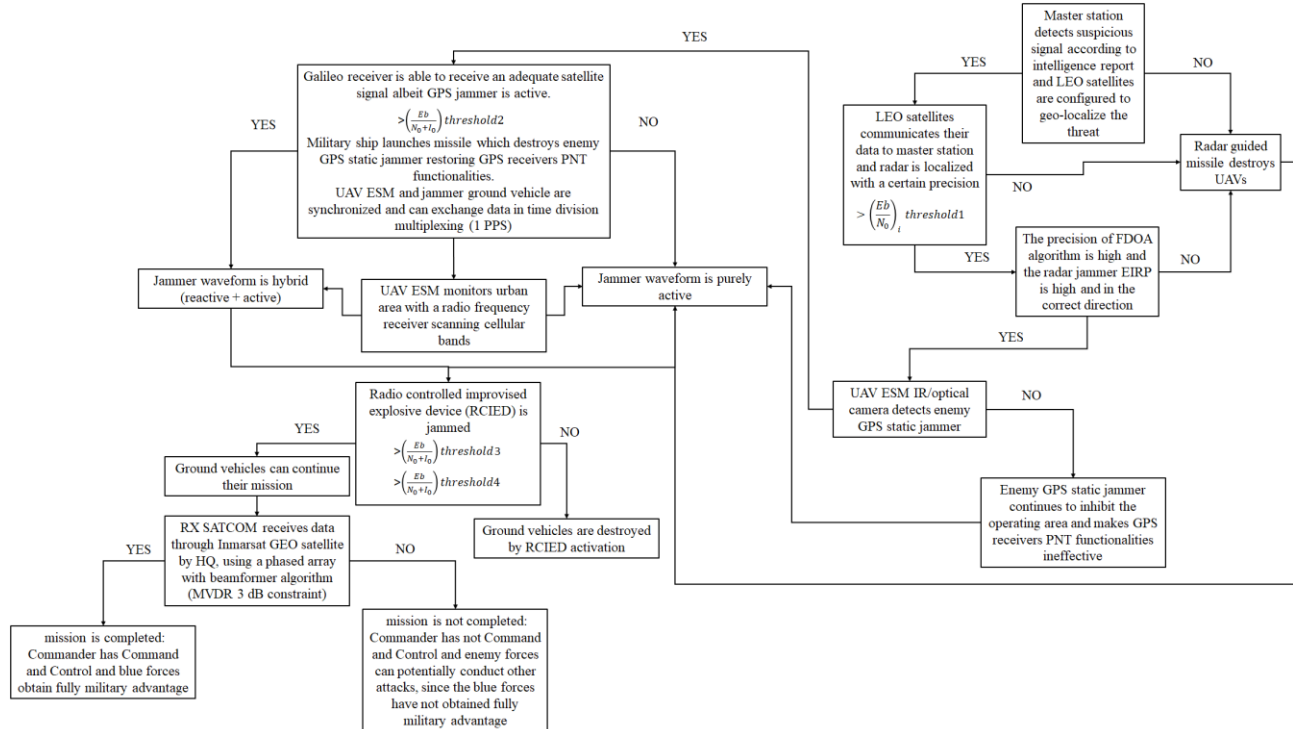 Master station
detects suspicious
signal according to
intelligence report
and LEO satellites
are configured to
geo-localize the
threat
YES
NO
YES
LEO satellites
communicates their
data to master station
and radar is localized
with a certain precision
> (Eb/N₀)ᵢ threshold1
NO
Radar guided
missile destroys
UAVs
YES
The precision of FDOA
algorithm is high and
the radar jammer EIRP
is high and in the
correct direction
NO
YES
UAV ESM IR/optical
camera detects enemy
GPS static jammer
NO
Enemy GPS static jammer
continues to inhibit the
operating area and makes GPS
receivers PNT functionalities
ineffective
Galileo receiver is able to receive an adequate satellite
signal albeit GPS jammer is active.
>(Eb/N₀+I₀) threshold2
Military ship launches missile which destroys enemy
GPS static jammer restoring GPS receivers PNT
functionalities.
UAV ESM and jammer ground vehicle are
synchronized and can exchange data in time division
multiplexing (1 PPS)
YES
NO
Jammer waveform is hybrid
(reactive + active)
UAV ESM monitors urban
area with a radio frequency
receiver scanning cellular
bands
Jammer waveform is purely
active
Radio controlled improvised
explosive device (RCIED) is
jammed
>(Eb/N₀+I₀) threshold3
>(Eb/N₀+I₀) threshold4
YES
NO
Ground vehicles can continue
their mission
Ground vehicles are destroyed
by RCIED activation
RX SATCOM receives data
through Inmarsat GEO satellite
by HQ, using a phased array
with beamformer algorithm
(MVDR 3 dB constraint)
YES
NO
mission is completed:
Commander has Command
and Control and blue forces
obtain fully military advantage
mission is not completed:
Commander has not Command
and Control and enemy forces
can potentially conduct other
attacks, since the blue forces
have not obtained fully
military advantage